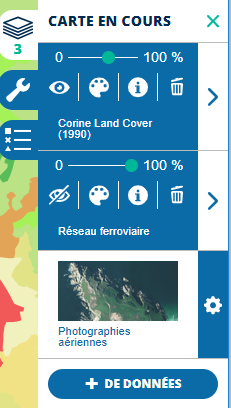 CARTE EN COURS
3
0 100 %
Corine Land Cover
(1990)
0 100 %
Réseau ferroviaire
Photographies
aériennes
+ DE DONNÉES